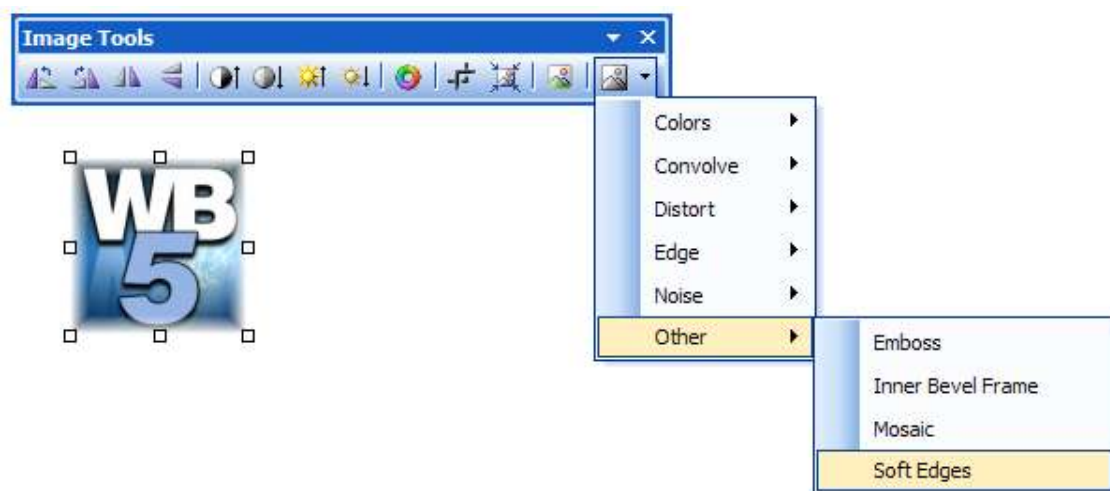 Image Tools
WB
5
Colors
Convolve
Distort
Edge
Noise
Other
Emboss
Inner Bevel Frame
Mosaic
Soft Edges